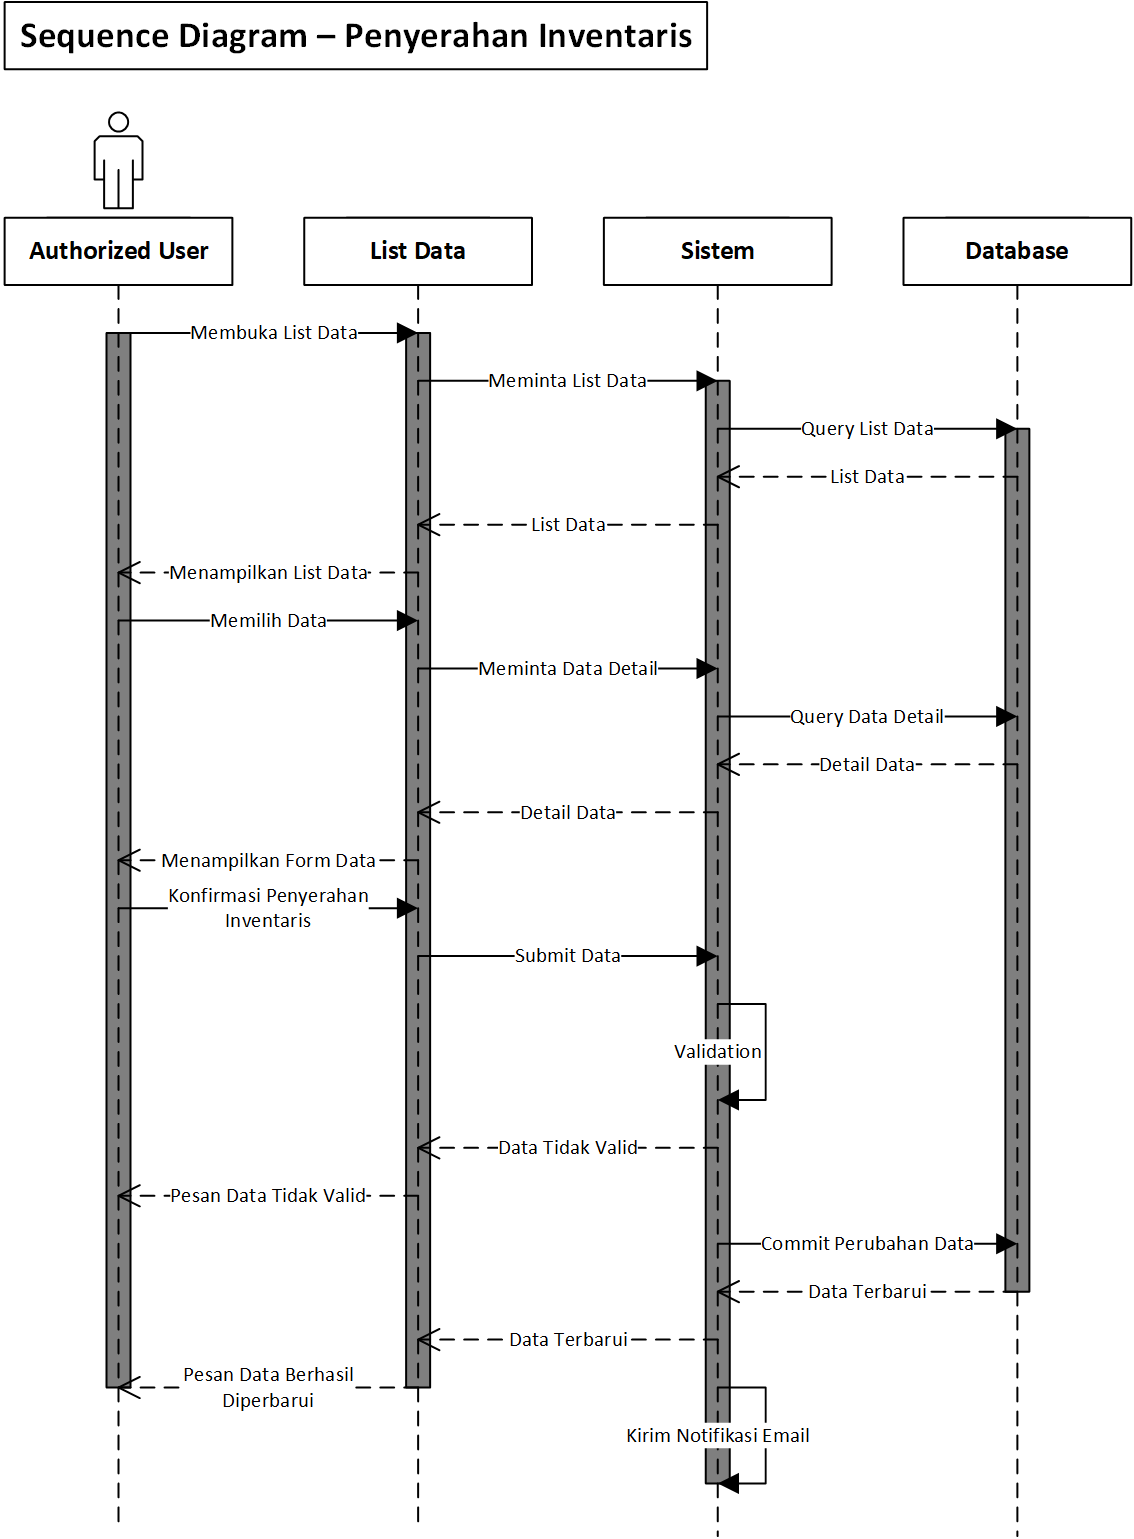 Sequence Diagram – Penyerahan Inventaris
Authorized User
List Data
Sistem
Database
Membuka List Data
Meminta List Data
Query List Data
List Data
List Data
Menampilkan List Data
Memilih Data
Meminta Data Detail
Query Data Detail
Detail Data
Detail Data
Menampilkan Form Data
Konfirmasi Penyerahan
Inventaris
Submit Data
Validation
Data Tidak Valid
Pesan Data Tidak Valid
Commit Perubahan Data
Data Terbarui
Data Terbarui
Pesan Data Berhasil
Diperbarui
Kirim Notifikasi Email